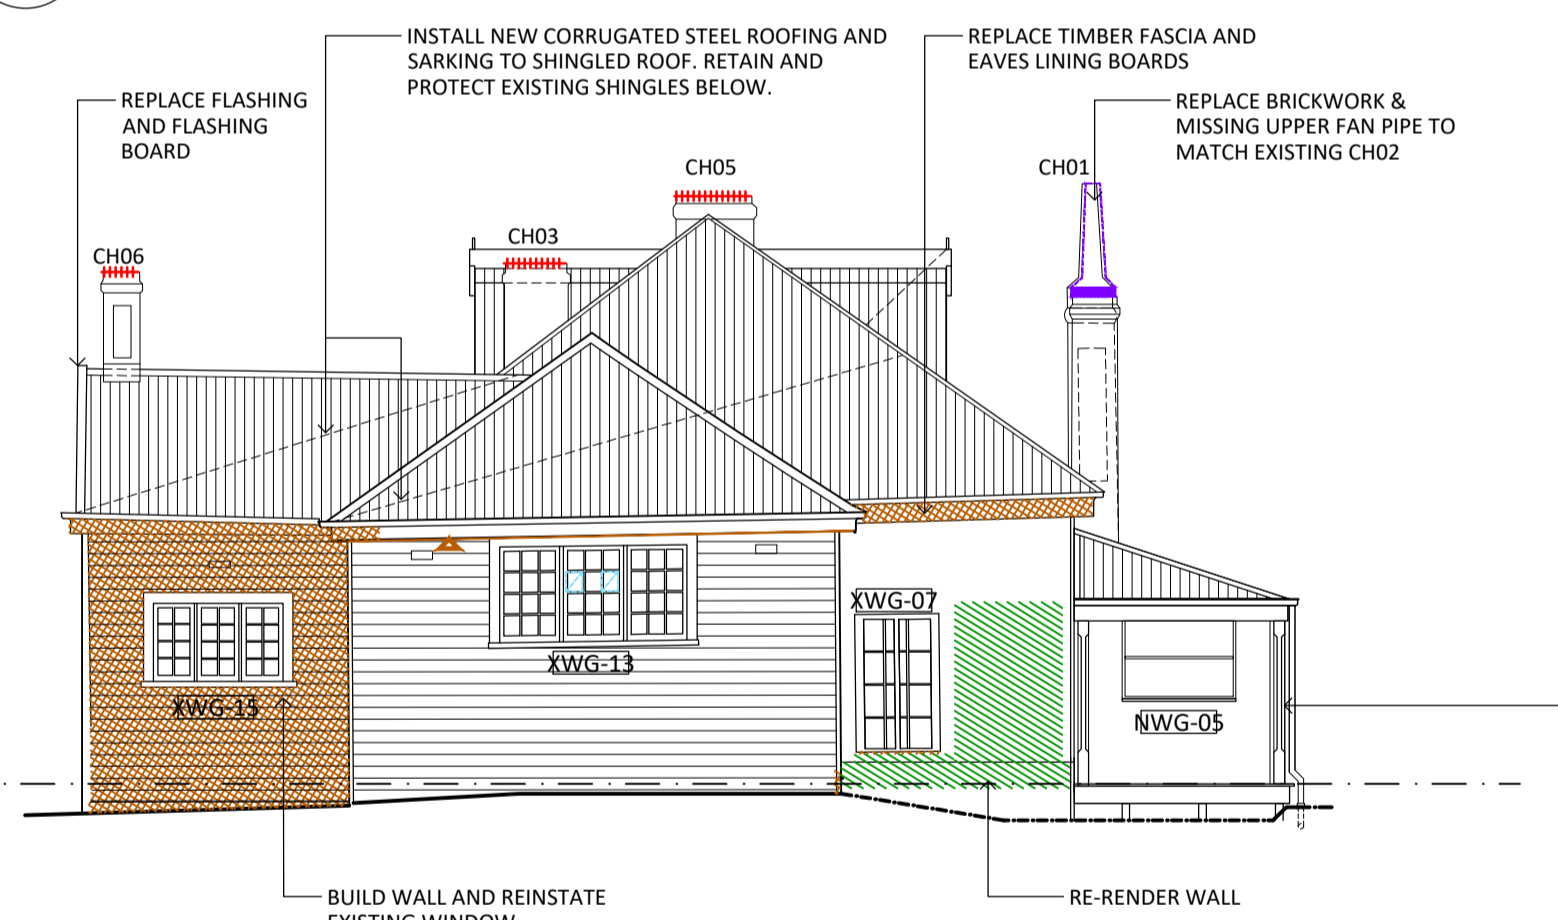 INSTALL NEW CORRUGATED STEEL ROOFING AND
SARKING TO SHINGLED ROOF. RETAIN AND
PROTECT EXISTING SHINGLES BELOW.
REPLACE TIMBER FASCIA AND
EAVES LINING BOARDS
REPLACE FLASHING
AND FLASHING
BOARD
REPLACE BRICKWORK &
MISSING UPPER FAN PIPE TO
MATCH EXISTING CH02
CH05
CH01
CH03
CH06
XWG-07
XWG-13
XWG-15
NWG-05
BUILD WALL AND REINSTATE
EXISTING WINDOW
RE-RENDER WALL